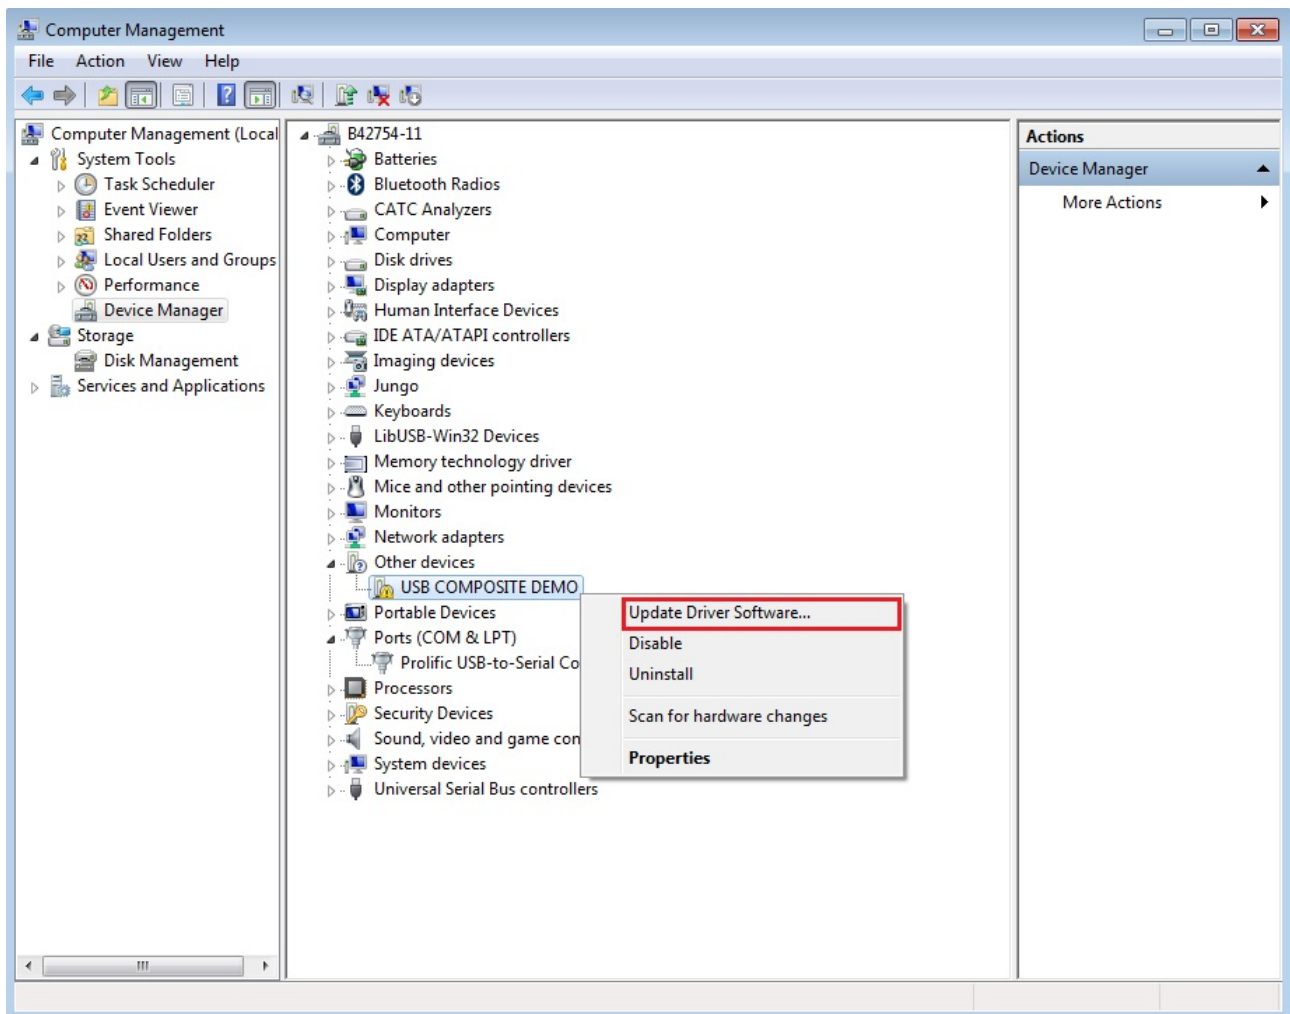 Computer Management
File Action View Help
Computer Management (Local
System Tools
Task Scheduler
Event Viewer
Shared Folders
Local Users and Groups
Performance
Device Manager
Storage
Disk Management
Services and Applications
B42754-11
Batteries
Bluetooth Radios
CATC Analyzers
Computer
Disk drives
Display adapters
Human Interface Devices
IDE ATA/ATAPI controllers
Imaging devices
Jungo
Keyboards
LibUSB-Win32 Devices
Memory technology driver
Mice and other pointing devices
Monitors
Network adapters
Other devices
USB COMPOSITE DEMO
Portable Devices
Ports (COM & LPT)
Prolific USB-to-Serial Co
Processors
Security Devices
Sound, video and game con
System devices
Universal Serial Bus controllers
Update Driver Software...
Disable
Uninstall
Scan for hardware changes
Properties
Actions
Device Manager
More Actions